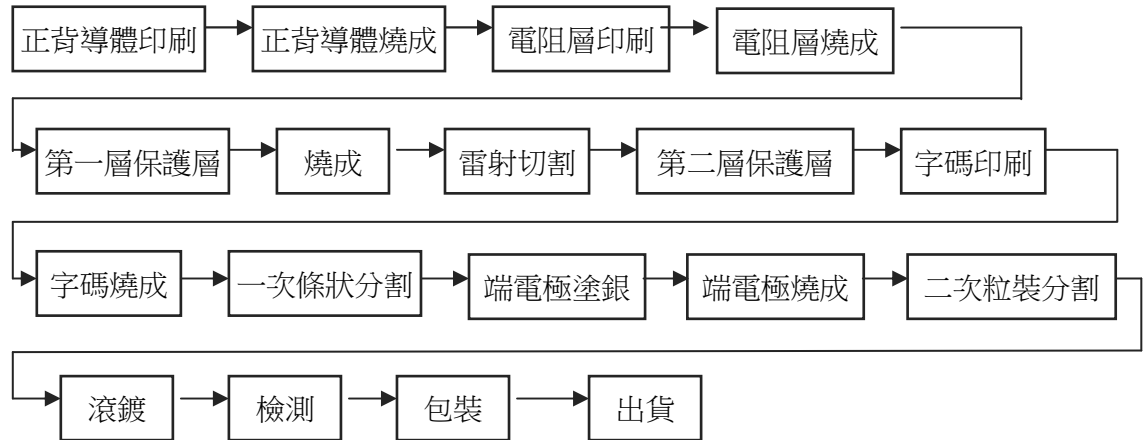 正背導體印刷 正背導體燒成 電阻層印刷 電阻層燒成
第一層保護層 燒成 雷射切割 第二層保護層 字碼印刷
字碼燒成 一次條狀分割 端電極塗銀 端電極燒成 二次粒裝分割
滾鍍 檢測 包裝 出貨